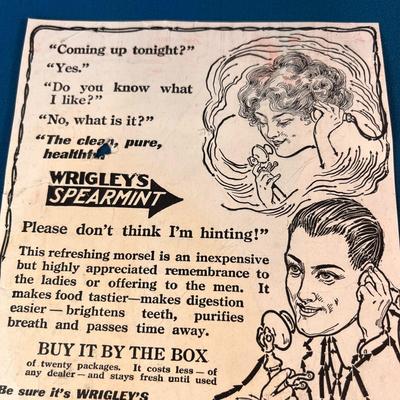 “Coming up tonight?”
“Yes.”
“Do you know what
I like?”
“No, what is it?”
“The clean, pure,
WRIGLEY'S
SPEARMINT
Please don't think I'm hinting!”
This refreshing morsel is an inexpensive
but highly appreciated remembrance to
the ladies or offering to the men. It
makes food tastier—makes digestion
easier—brightens teeth, purifies
breath and passes time away.
BUY IT BY THE BOX
of twenty packages. It costs less—of
any dealer—and stays fresh until used
Be sure it's WRIGLEY'S